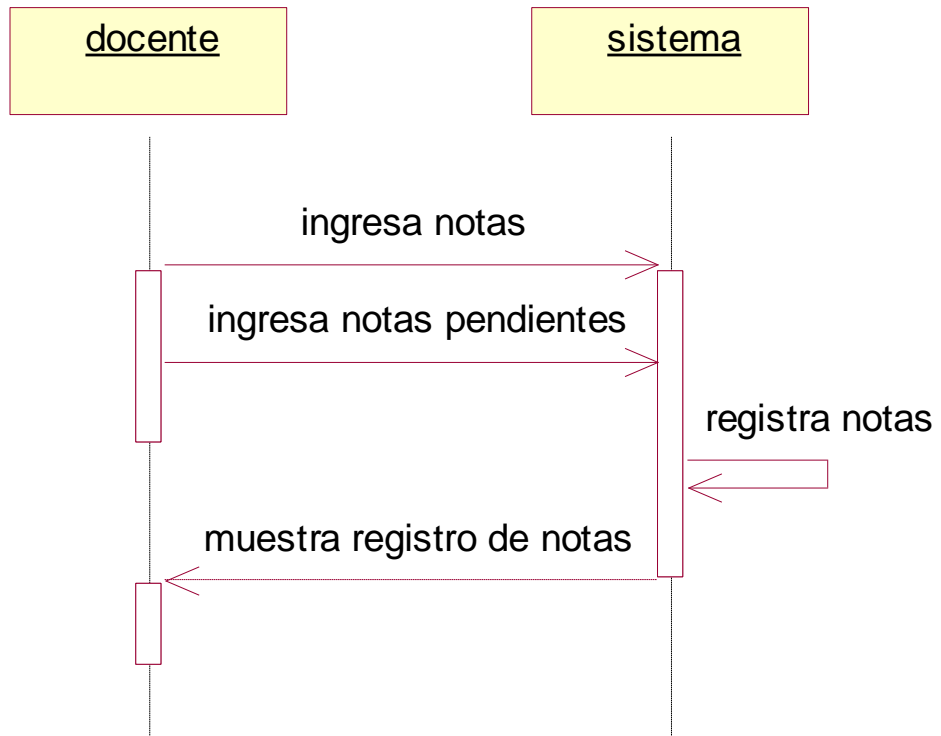 docente
sistema
ingresa notas
ingresa notas pendientes
registra notas
muestra registro de notas